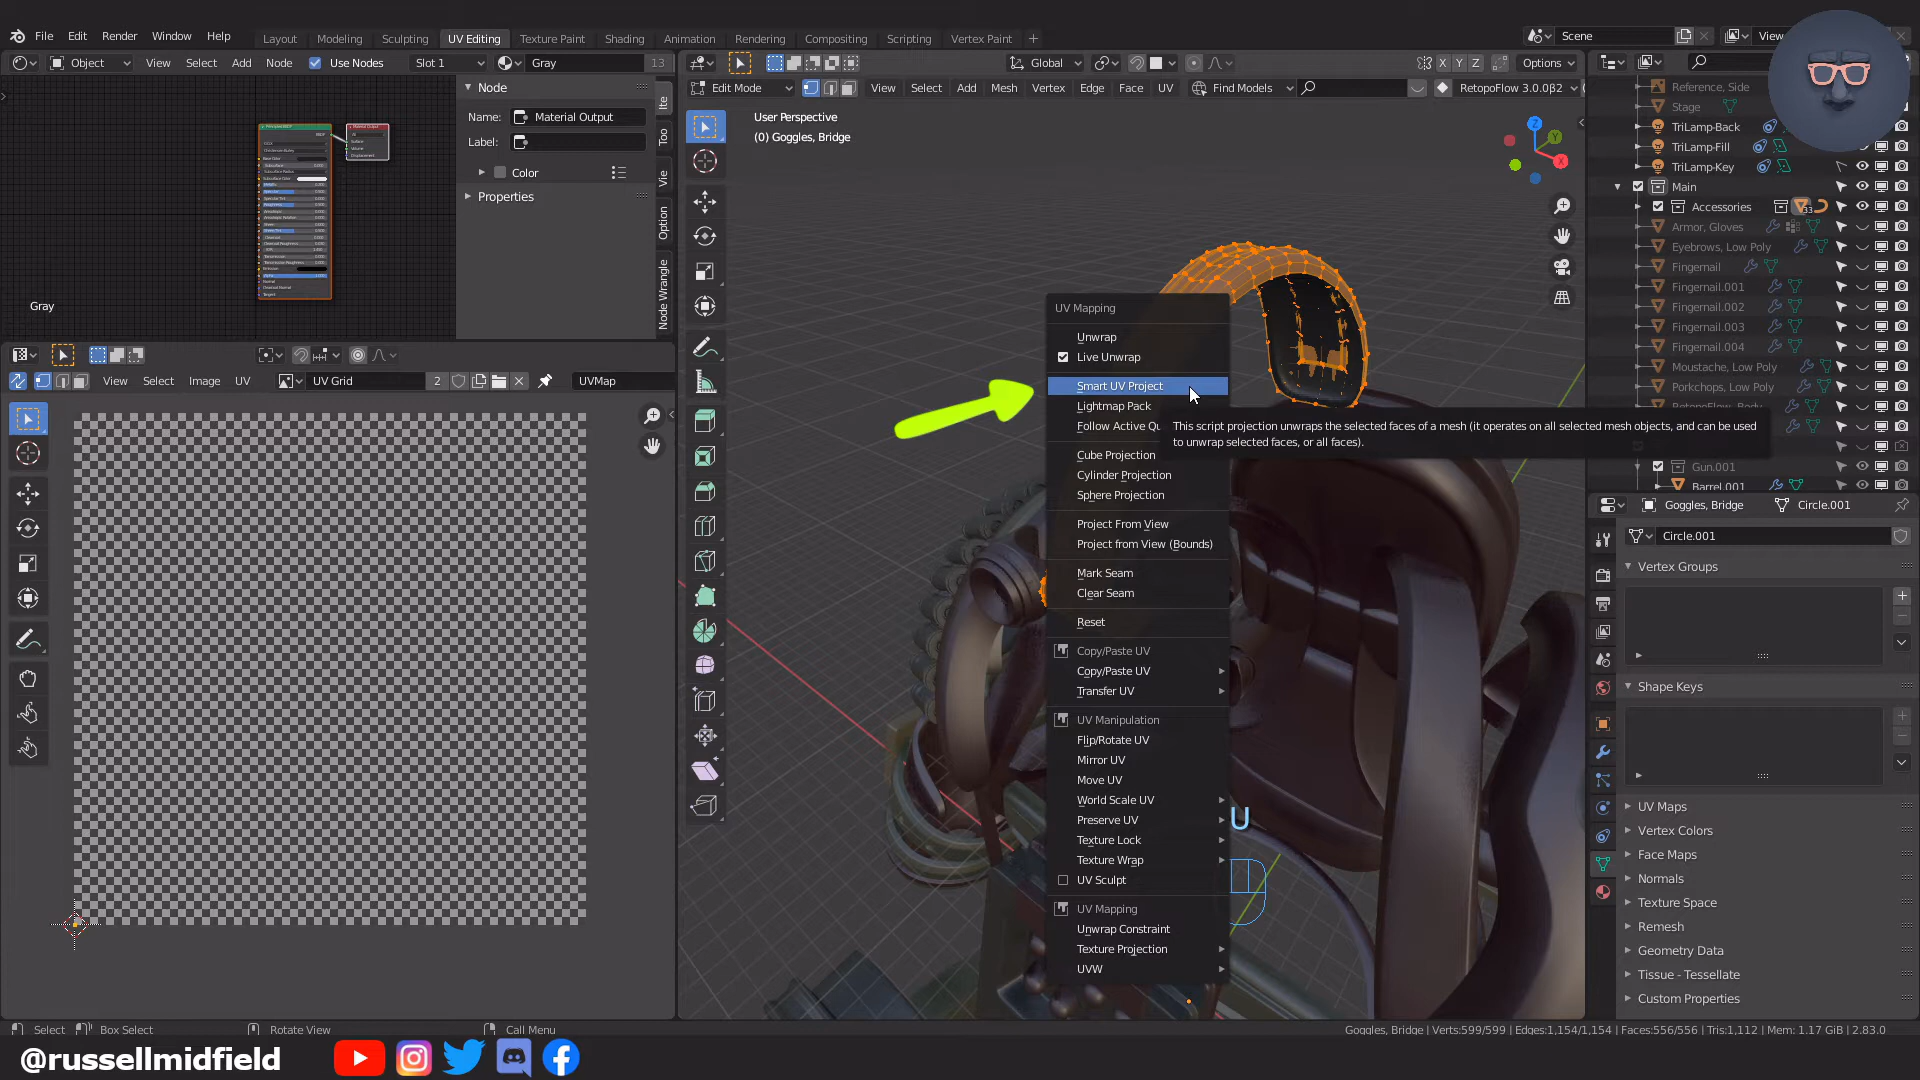 File Edit Render Window Help
Layout Modeling Sculpting UV Editing Texture Paint Shading Animation Rendering Compositing Scripting Vertex Paint
Scene
View
Object View Select Add Node Use Nodes Slot 1 Gray 13
Global
X Y Z
Options
Edit Mode View Select Add Mesh Vertex Edge Face UV Find Models RetopoFlow 3.0.0β2
Node
Name: Material Output
Label:
Color
Properties
Ite
Too
Vie
Option
Node Wrangle
Gray
User Perspective
(0) Goggles, Bridge
Z
Y
X
Reference, Side
Stage
TriLamp-Back
TriLamp-Fill
TriLamp-Key
Main
Accessories
33
Armor, Gloves
Eyebrows, Low Poly
Fingernail
Fingernail.001
Fingernail.002
Fingernail.003
Fingernail.004
Moustache, Low Poly
Porkchops, Low Poly
RetopoFlow, Body
Gun.001
Barrel.001
View Select Image UV UV Grid 2 UVMap
UV Mapping
Unwrap
Live Unwrap
Smart UV Project
Lightmap Pack
Follow Active Qu
This script projection unwraps the selected faces of a mesh (it operates on all selected mesh objects, and can be used
to unwrap selected faces, or all faces).
Cube Projection
Cylinder Projection
Sphere Projection
Project From View
Project from View (Bounds)
Mark Seam
Clear Seam
Reset
Copy/Paste UV
Copy/Paste UV
Transfer UV
UV Manipulation
Flip/Rotate UV
Mirror UV
Move UV
World Scale UV
Preserve UV
Texture Lock
Texture Wrap
UV Sculpt
UV Mapping
Unwrap Constraint
Texture Projection
UVW
U
Goggles, Bridge Circle.001
Circle.001
Vertex Groups
Shape Keys
UV Maps
Vertex Colors
Face Maps
Normals
Texture Space
Remesh
Geometry Data
Tissue - Tessellate
Custom Properties
Select Box Select Rotate View Call Menu
Goggles, Bridge | Verts:599/599 | Edges:1,154/1,154 | Faces:556/556 | Tris:1,112 | Mem: 1.17 GiB | 2.83.0
@russellmidfield